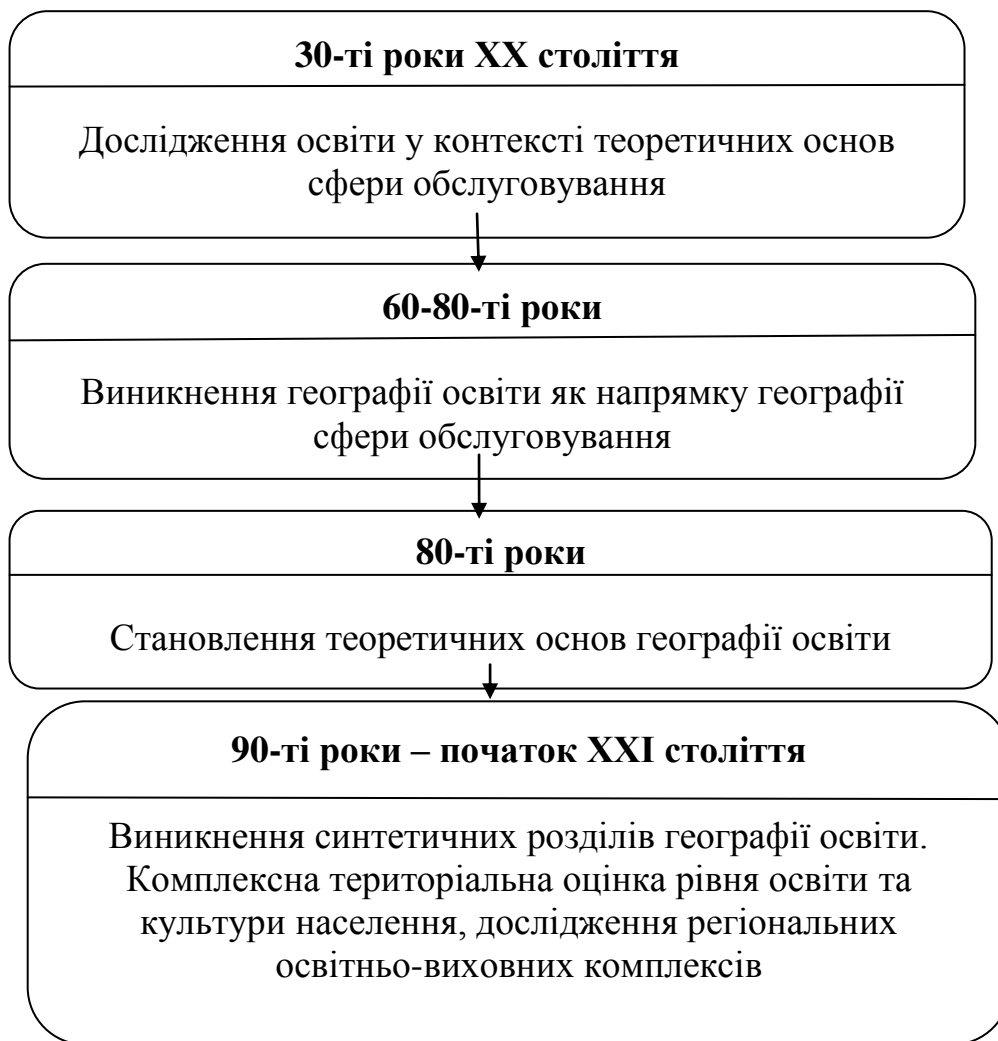 30-ті роки XX століття
Дослідження освіти у контексті теоретичних основ
сфери обслуговування
60-80-ті роки
Виникнення географії освіти як напрямку географії
сфери обслуговування
80-ті роки
Становлення теоретичних основ географії освіти
90-ті роки – початок XXI століття
Виникнення синтетичних розділів географії освіти.
Комплексна територіальна оцінка рівня освіти та
культури населення, дослідження регіональних
освітньо-виховних комплексів